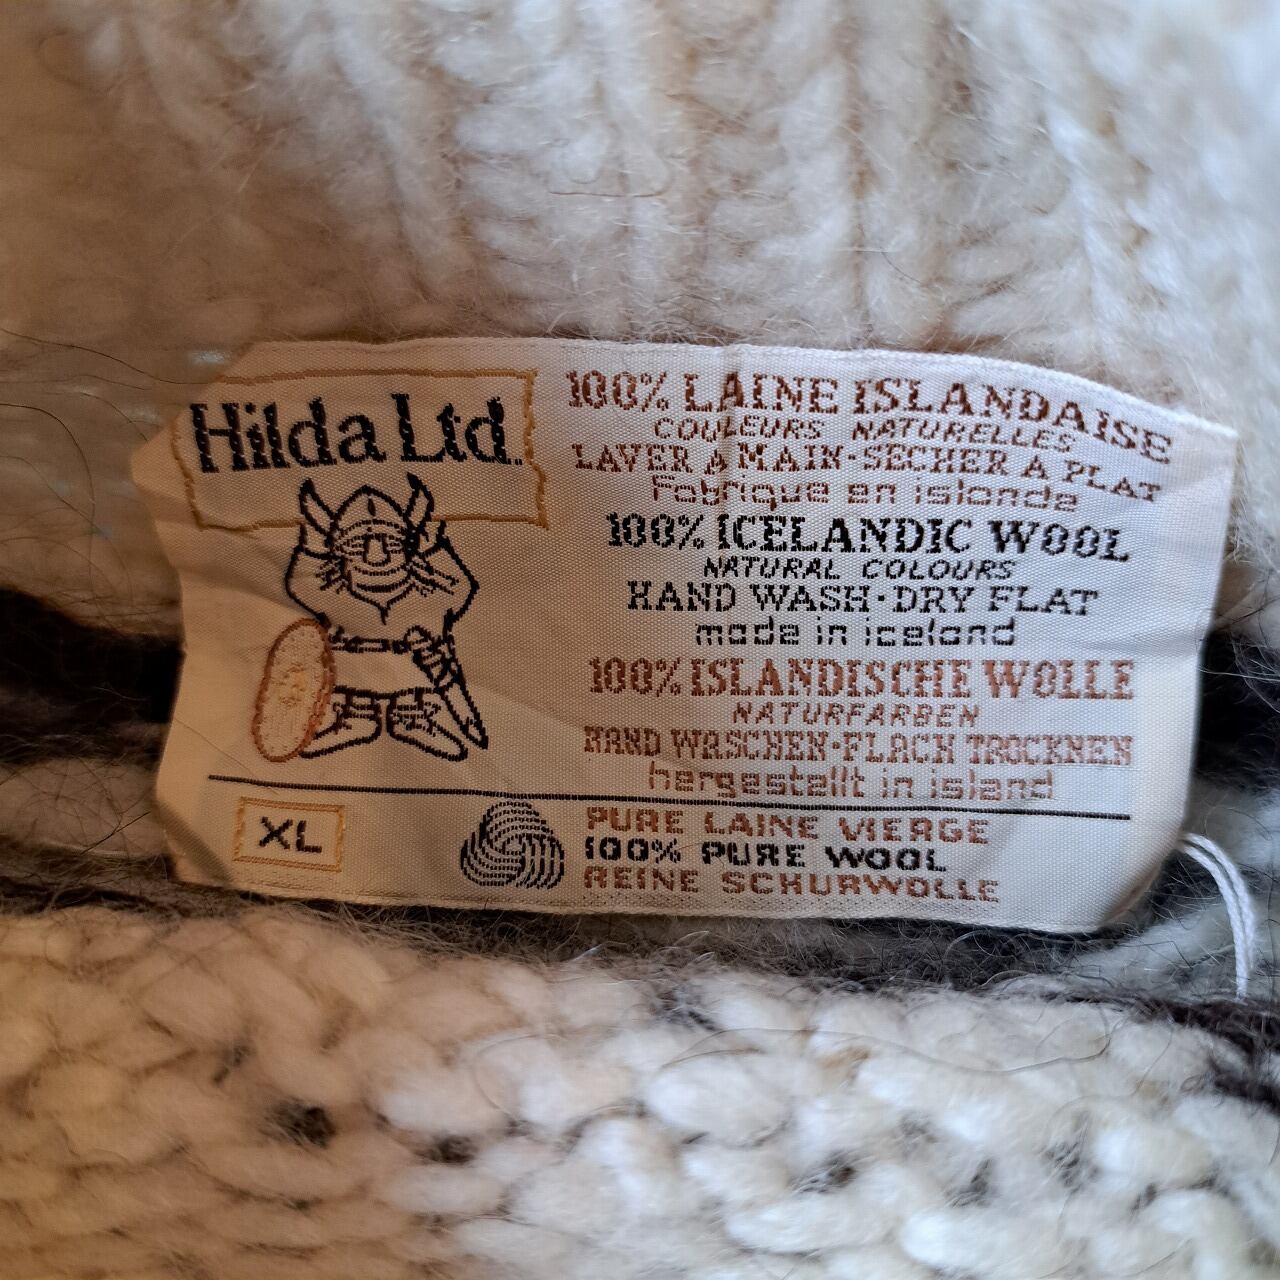 Hilda Ltd.
100% LAINE ISLANDAISE
COULEURS NATURELLES
LAVER A MAIN·SECHER A PLAT
Fabrique en islande
100% ICELANDIC WOOL
NATURAL COLOURS
HAND WASH·DRY FLAT
made in iceland
100% ISLANDISCHE WOLLE
NATURFARBEN
HAND WASCHEN·FLACH TROCKNEN
hergestellt in island
XL
PURE LAINE VIERGE
100% PURE WOOL
REINE SCHURWOLLE